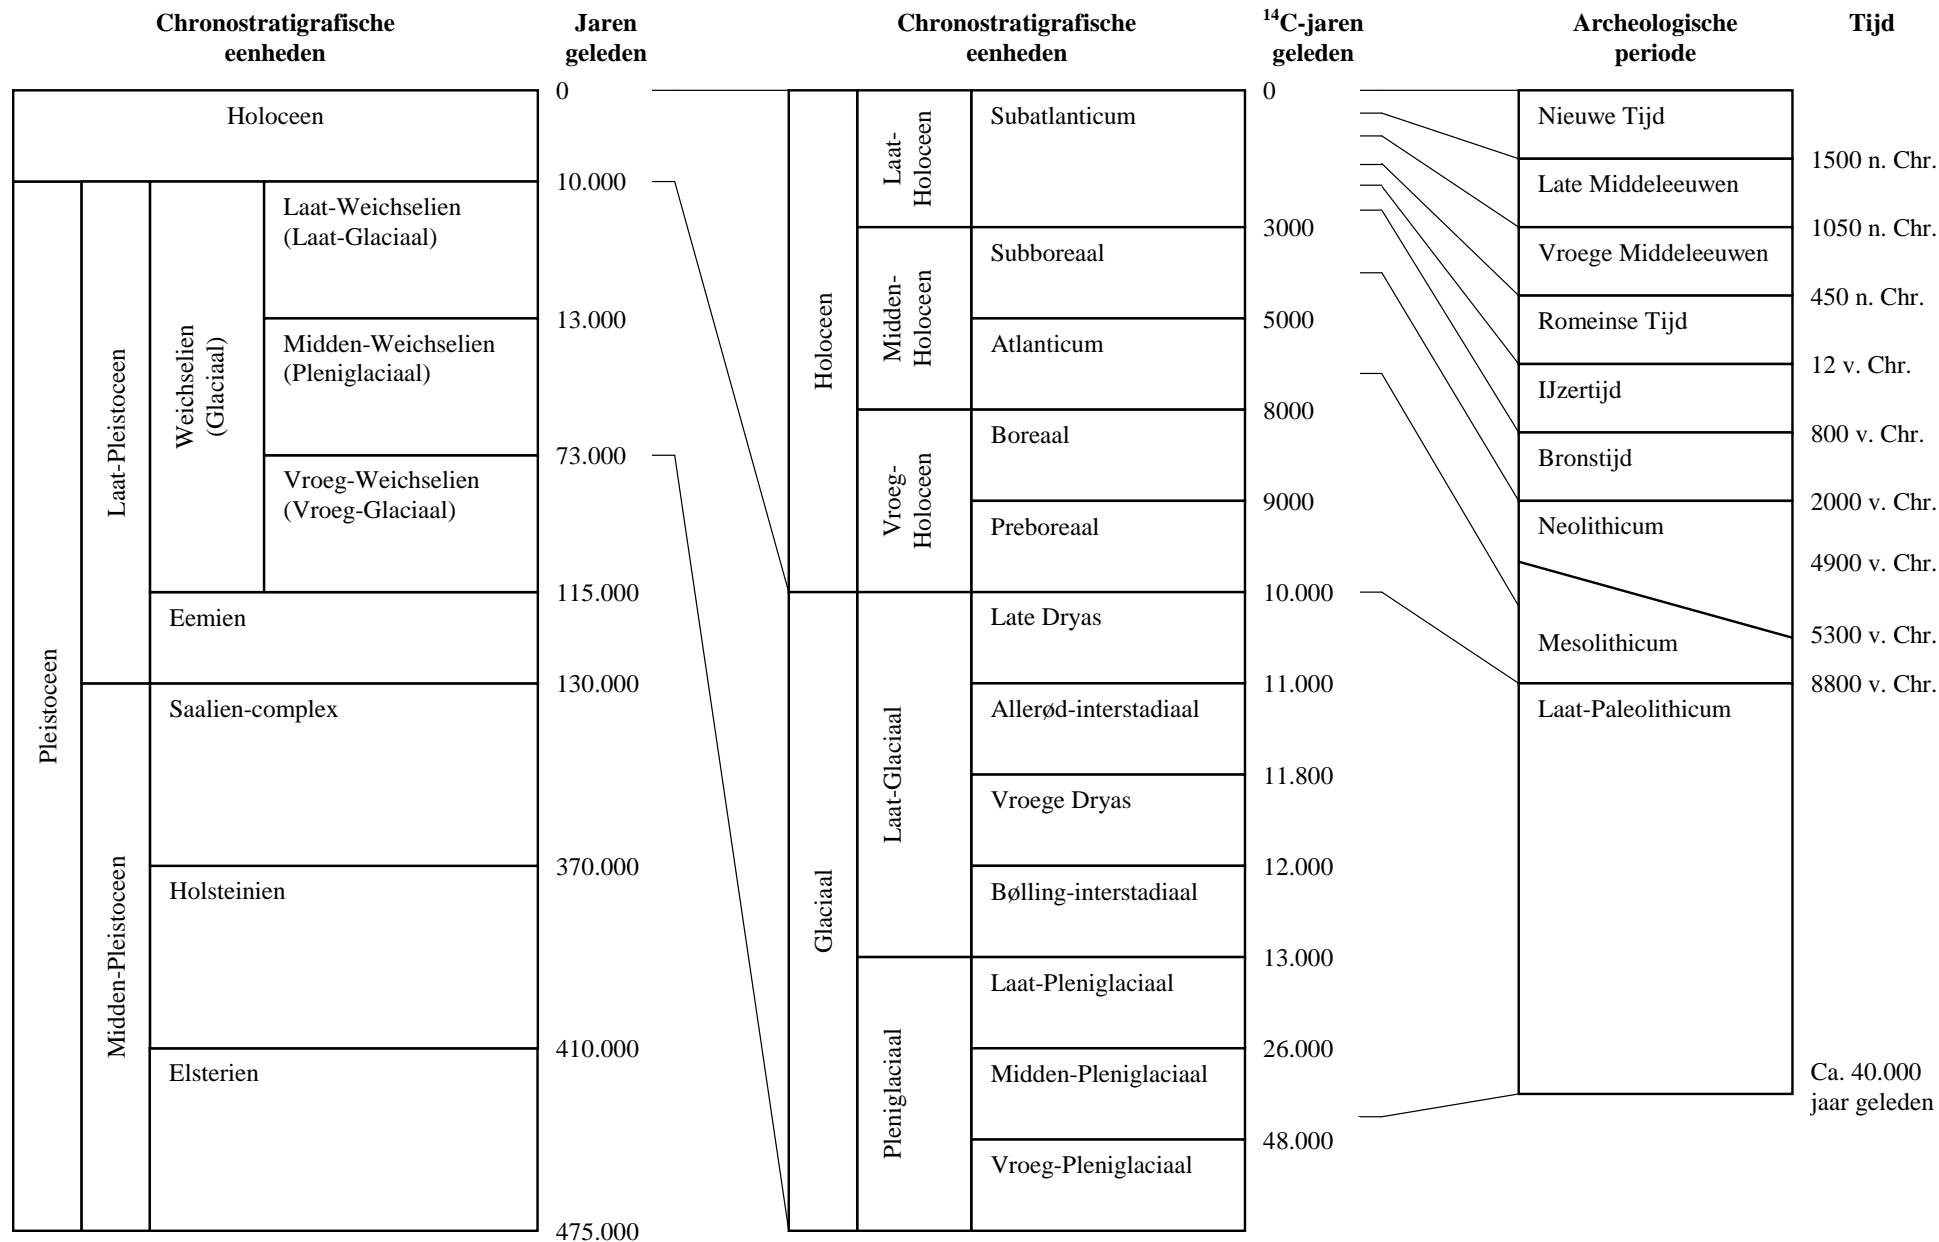 Chronostratigrafische
eenheden
Jaren
geleden
Chronostratigrafische
eenheden
¹⁴C-jaren
geleden
Archeologische
periode
Tijd
Holoceen
Pleistoceen
Laat-Pleistoceen
Weichselien
(Glaciaal)
Laat-Weichselien
(Laat-Glaciaal)
Midden-Weichselien
(Pleniglaciaal)
Vroeg-Weichselien
(Vroeg-Glaciaal)
Eemien
Midden-Pleistoceen
Saalien-complex
Holsteinien
Elsterien
0
10.000
13.000
73.000
115.000
130.000
370.000
410.000
475.000
Holoceen
Laat-
Holoceen
Subatlanticum
Midden-
Holoceen
Subboreaal
Atlanticum
Vroeg-
Holoceen
Boreaal
Preboreaal
Glaciaal
Laat-Glaciaal
Late Dryas
Allerød-interstadiaal
Vroege Dryas
Bølling-interstadiaal
Pleniglaciaal
Laat-Pleniglaciaal
Midden-Pleniglaciaal
Vroeg-Pleniglaciaal
0
3000
5000
8000
9000
10.000
11.000
11.800
12.000
13.000
26.000
48.000
Nieuwe Tijd
Late Middeleeuwen
Vroege Middeleeuwen
Romeinse Tijd
IJzertijd
Bronstijd
Neolithicum
Mesolithicum
Laat-Paleolithicum
1500 n. Chr.
1050 n. Chr.
450 n. Chr.
12 v. Chr.
800 v. Chr.
2000 v. Chr.
4900 v. Chr.
5300 v. Chr.
8800 v. Chr.
Ca. 40.000
jaar geleden